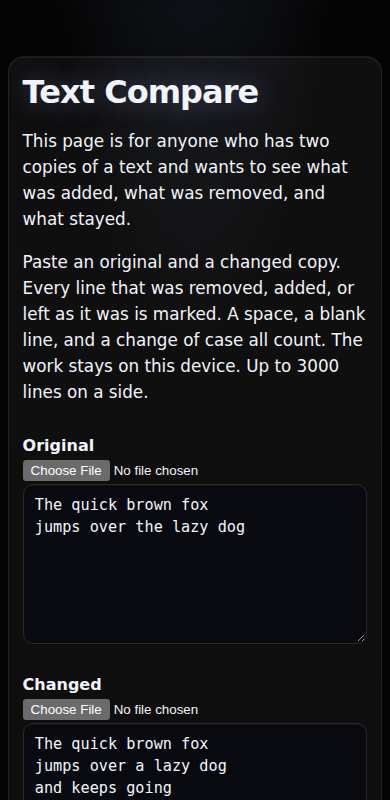 Text Compare
This page is for anyone who has two
copies of a text and wants to see what
was added, what was removed, and
what stayed.
Paste an original and a changed copy.
Every line that was removed, added, or
left as it was is marked. A space, a blank
line, and a change of case all count. The
work stays on this device. Up to 3000
lines on a side.
Original
Choose File No file chosen
The quick brown fox
jumps over the lazy dog
Changed
Choose File No file chosen
The quick brown fox
jumps over a lazy dog
and keeps going